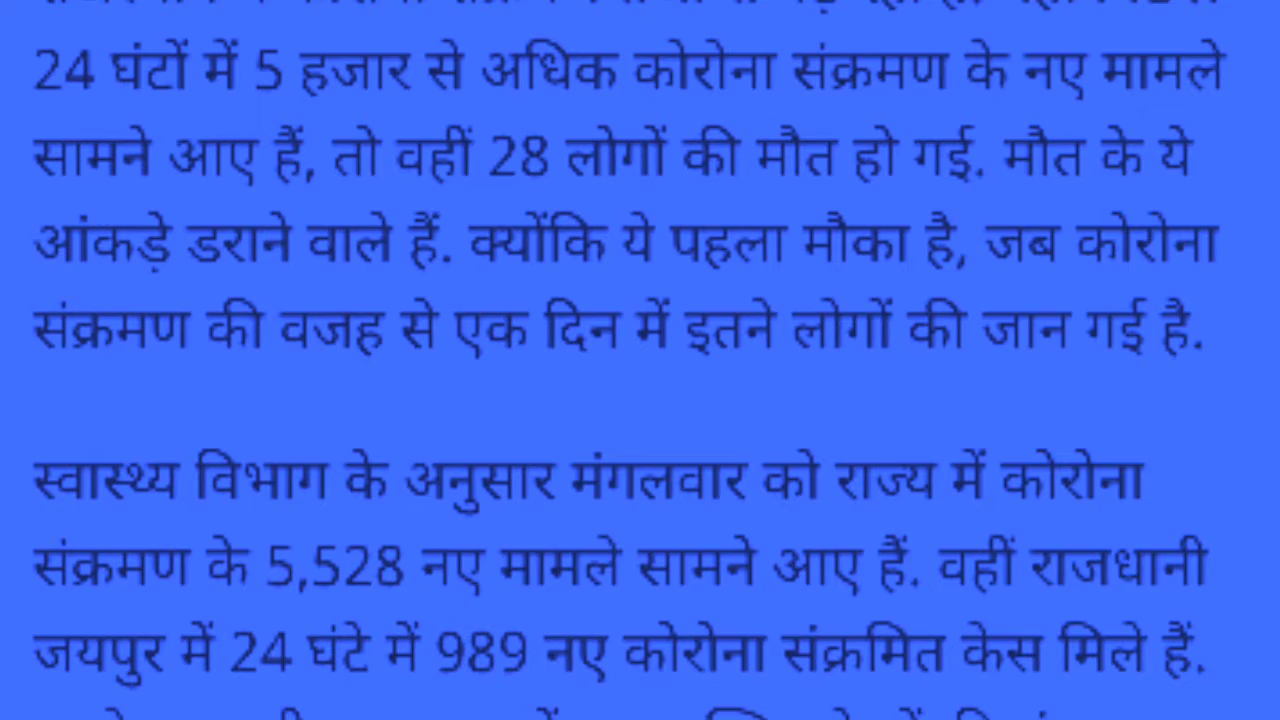 24 घंटों में 5 हजार से अधिक कोरोना संक्रमण के नए मामले
सामने आए हैं, तो वहीं 28 लोगों की मौत हो गई. मौत के ये
आंकड़े डराने वाले हैं. क्योंकि ये पहला मौका है, जब कोरोना
संक्रमण की वजह से एक दिन में इतने लोगों की जान गई है.
स्वास्थ्य विभाग के अनुसार मंगलवार को राज्य में कोरोना
संक्रमण के 5,528 नए मामले सामने आए हैं. वहीं राजधानी
जयपुर में 24 घंटे में 989 नए कोरोना संक्रमित केस मिले हैं.